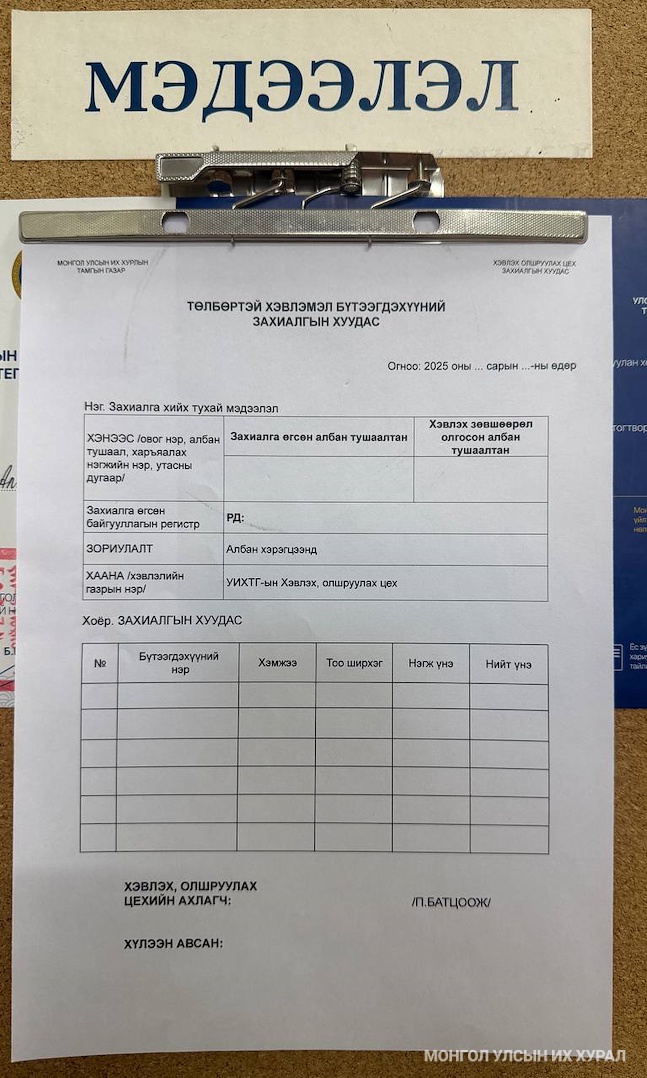 МЭДЭЭЛЭЛ
МОНГОЛ УЛСЫН ИХ ХУРЛЫН
ТАМГЫН ГАЗАР
ХЭВЛЭХ ОЛШРУУЛАХ ЦЕХ
ЗАХИАЛГЫН ХУУДАС
ТӨЛБӨРТЭЙ ХЭВЛЭМЭЛ БҮТЭЭГДЭХҮҮНИЙ
ЗАХИАЛГЫН ХУУДАС
Огноо: 2025 оны ... сарын ...-ны өдөр
Нэг. Захиалга хийх тухай мэдээлэл
ХЭНЭЭС /овог нэр, албан
тушаал, харъяалах
нэгжийн нэр, утасны
дугаар/
Захиалга өгсөн албан тушаалтан
Хэвлэх зөвшөөрөл
олгосон албан
тушаалтан
Захиалга өгсөн
байгууллагын регистр
РД:
ЗОРИУЛАЛТ
Албан хэрэгцээнд
ХААНА /хэвлэлийн
газрын нэр/
УИХТГ-ын Хэвлэх, олшруулах цех
Хоёр. ЗАХИАЛГЫН ХУУДАС
№
Бүтээгдэхүүний
нэр
Хэмжээ
Тоо ширхэг
Нэгж үнэ
Нийт үнэ
ХЭВЛЭХ, ОЛШРУУЛАХ
ЦЕХИЙН АХЛАГЧ:
/П.БАТЦООЖ/
ХҮЛЭЭН АВСАН:
МОНГОЛ УЛСЫН ИХ ХУРАЛ